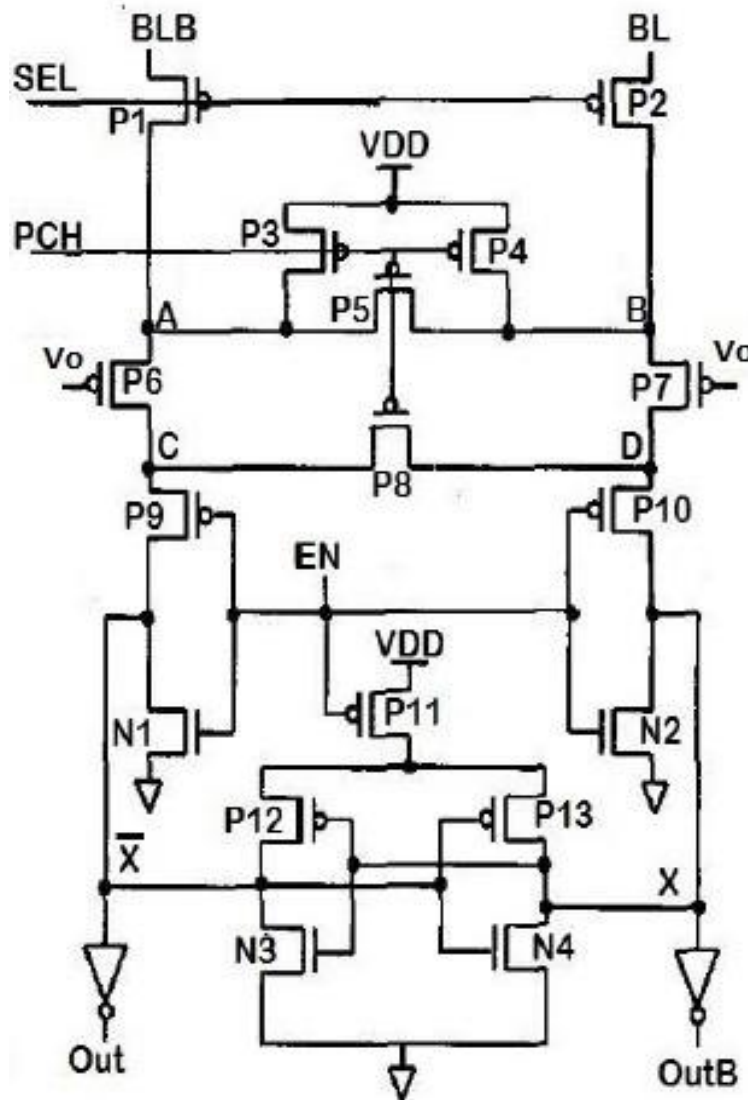 BLB BL
SEL
P1 P2
VDD
PCH P3 P4
P5
A B
Vo P6 P7 Vo
C D
P8
P9 P10
EN
VDD
N1 P11 N2
P12 P13
X X
N3 N4
Out OutB